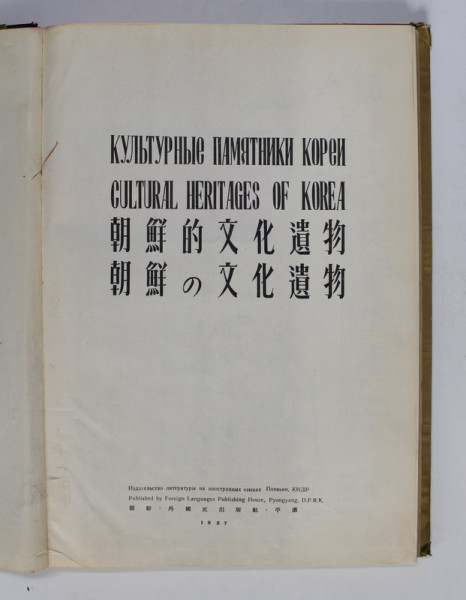 КУЛЬТУРНЫЕ ПАМЯТНИКИ КОРЕИ
CULTURAL HERITAGES OF KOREA
朝鮮的文化遺物
朝鮮の文化遺物
Издательство литературы на иностранных языках Пхеньян, КНДР
Published by Foreign Languages Publishing House, Pyongyang, D.P.R.K.
朝鮮・外國文出版社・平壤
1957